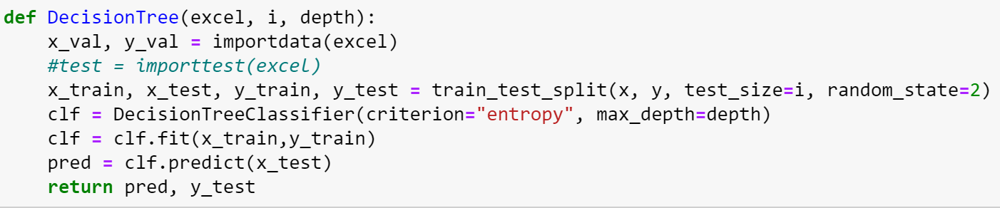 def DecisionTree(excel, i, depth):
    x_val, y_val = importdata(excel)
    #test = importtest(excel)
    x_train, x_test, y_train, y_test = train_test_split(x, y, test_size=i, random_state=2)
    clf = DecisionTreeClassifier(criterion="entropy", max_depth=depth)
    clf = clf.fit(x_train,y_train)
    pred = clf.predict(x_test)
    return pred, y_test